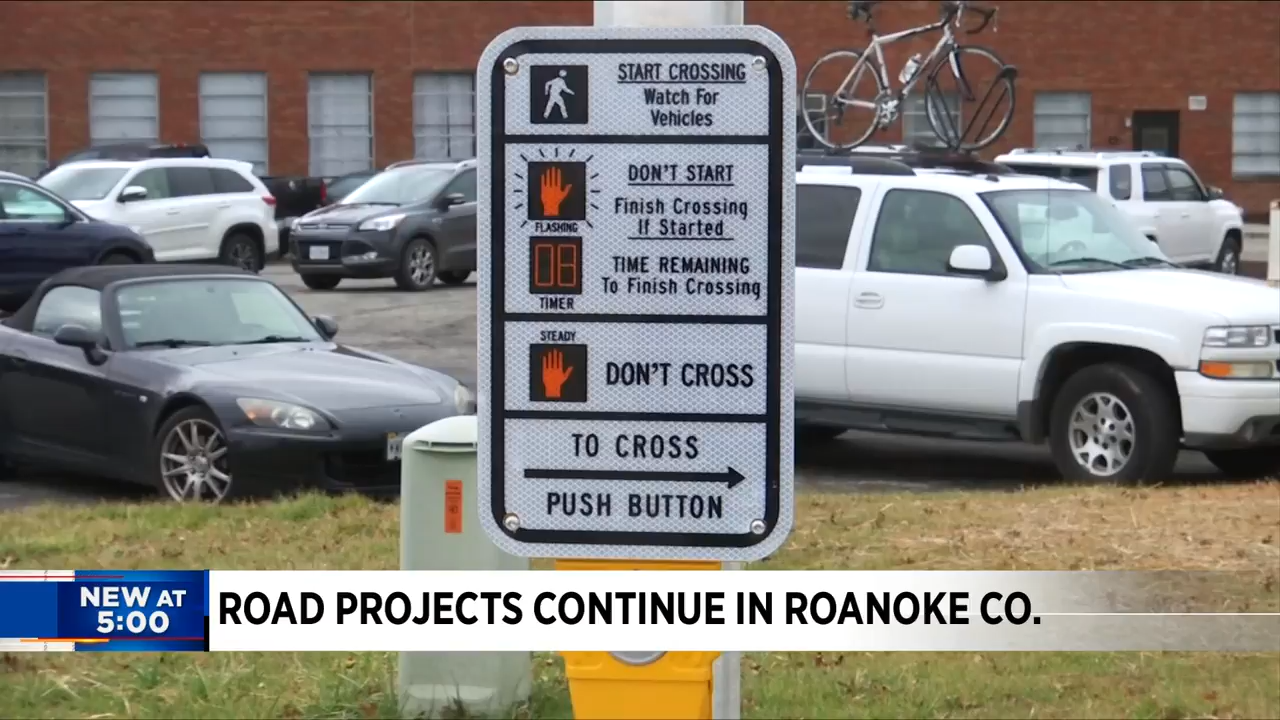 START CROSSING
Watch For
Vehicles
DON'T START
Finish Crossing
If Started
FLASHING
08
TIME REMAINING
To Finish Crossing
TIMER
STEADY
DON'T CROSS
TO CROSS
PUSH BUTTON
NEW AT
5:00
ROAD PROJECTS CONTINUE IN ROANOKE CO.